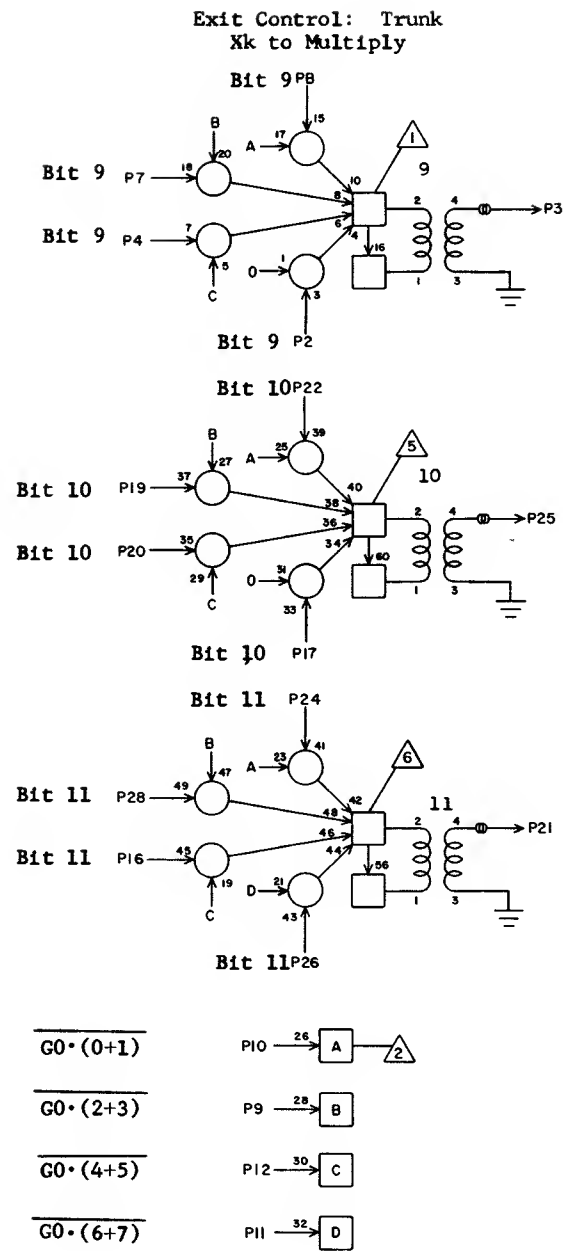 Exit Control: Trunk
Xk to Multiply
Bit 9 P8
B
A 17 15
18 20
Bit 9 P7
10
1
9
8
2 4
P3
Bit 9 P4
7
5
6
4
16
C
O 1
3
1 3
Bit 9 P2
Bit 10 P22
B
A 25 39
37 27
Bit 10 P19
40
5
10
38
2 4
P25
Bit 10 P20
35
29
36
34
60
C
O 31
33
1 3
Bit 10 P17
Bit 11 P24
B
A 23 41
49 47
Bit 11 P28
42
6
11
48
2 4
P21
Bit 11 P16
45
19
46
44
56
C
D 21
43
1 3
Bit 11 P26
GO·(0+1) P10 26 A 2
GO·(2+3) P9 28 B
GO·(4+5) P12 30 C
GO·(6+7) P11 32 D